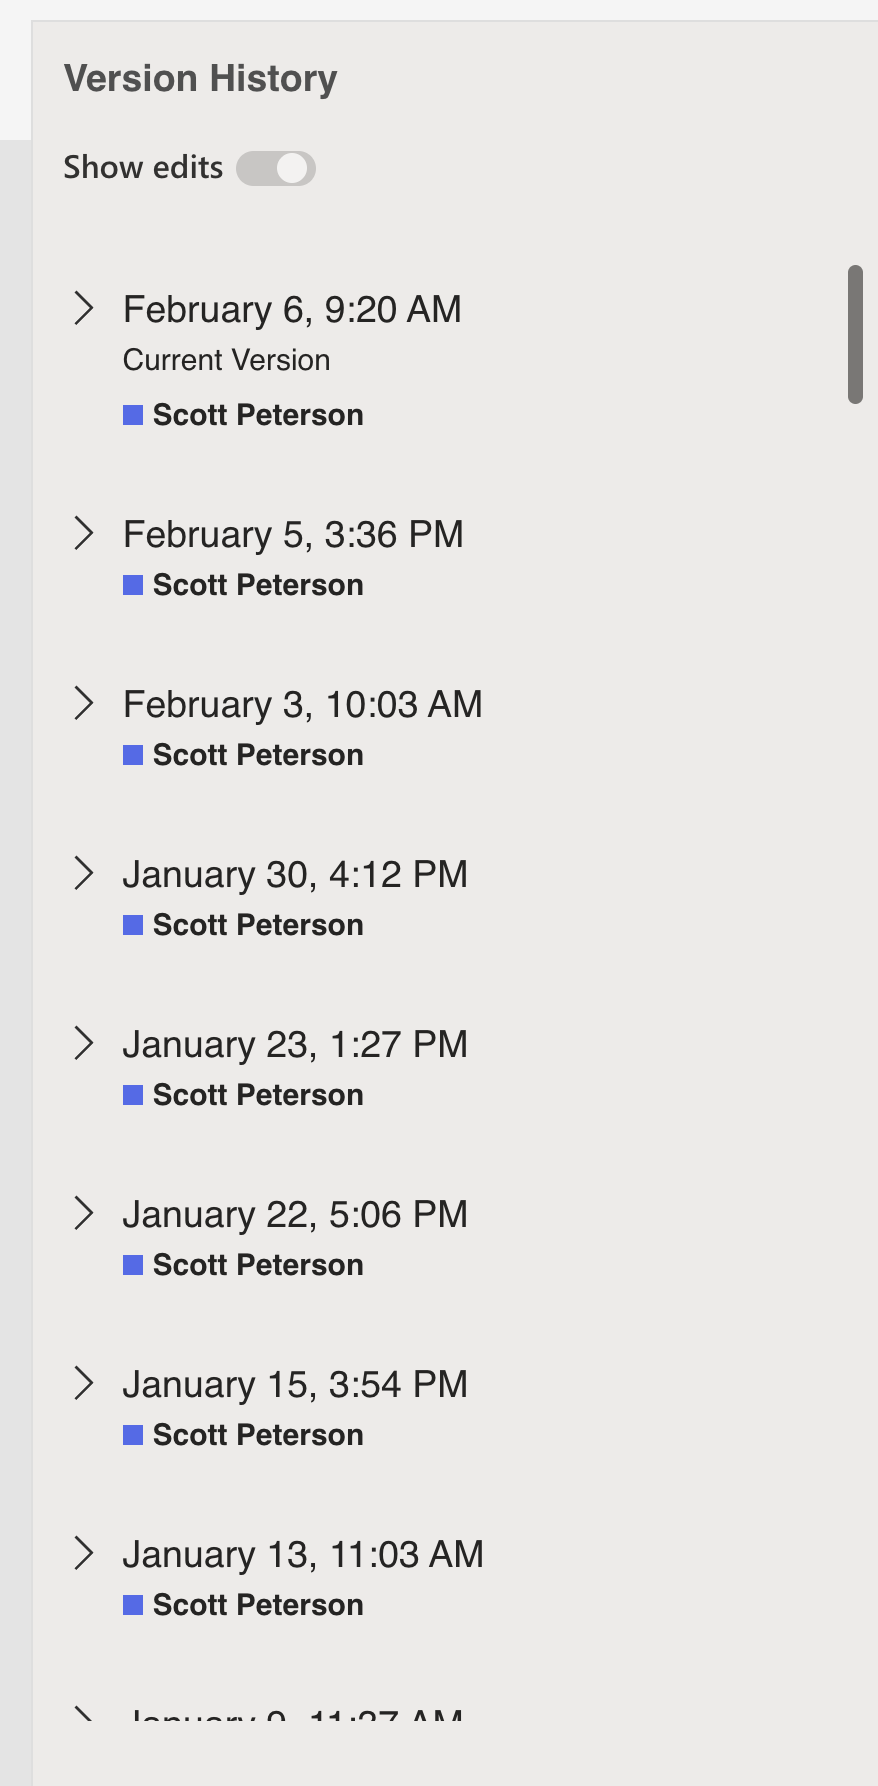 Version History
Show edits
February 6, 9:20 AM
Current Version
Scott Peterson
February 5, 3:36 PM
Scott Peterson
February 3, 10:03 AM
Scott Peterson
January 30, 4:12 PM
Scott Peterson
January 23, 1:27 PM
Scott Peterson
January 22, 5:06 PM
Scott Peterson
January 15, 3:54 PM
Scott Peterson
January 13, 11:03 AM
Scott Peterson
January